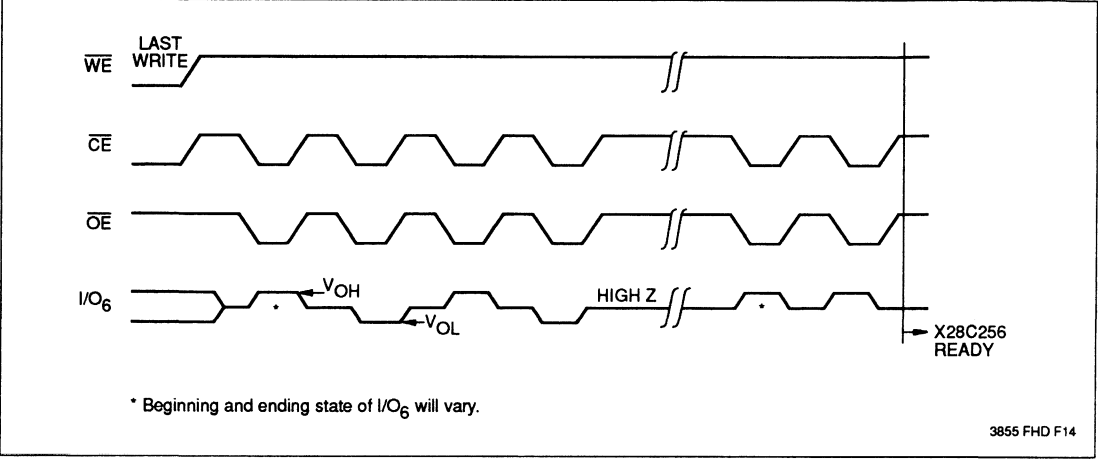 LAST
WRITE
WE
CE
OE
I/O6
*
VOH
VOL
HIGH Z
*
X28C256
READY
* Beginning and ending state of I/O6 will vary.
3855 FHD F14